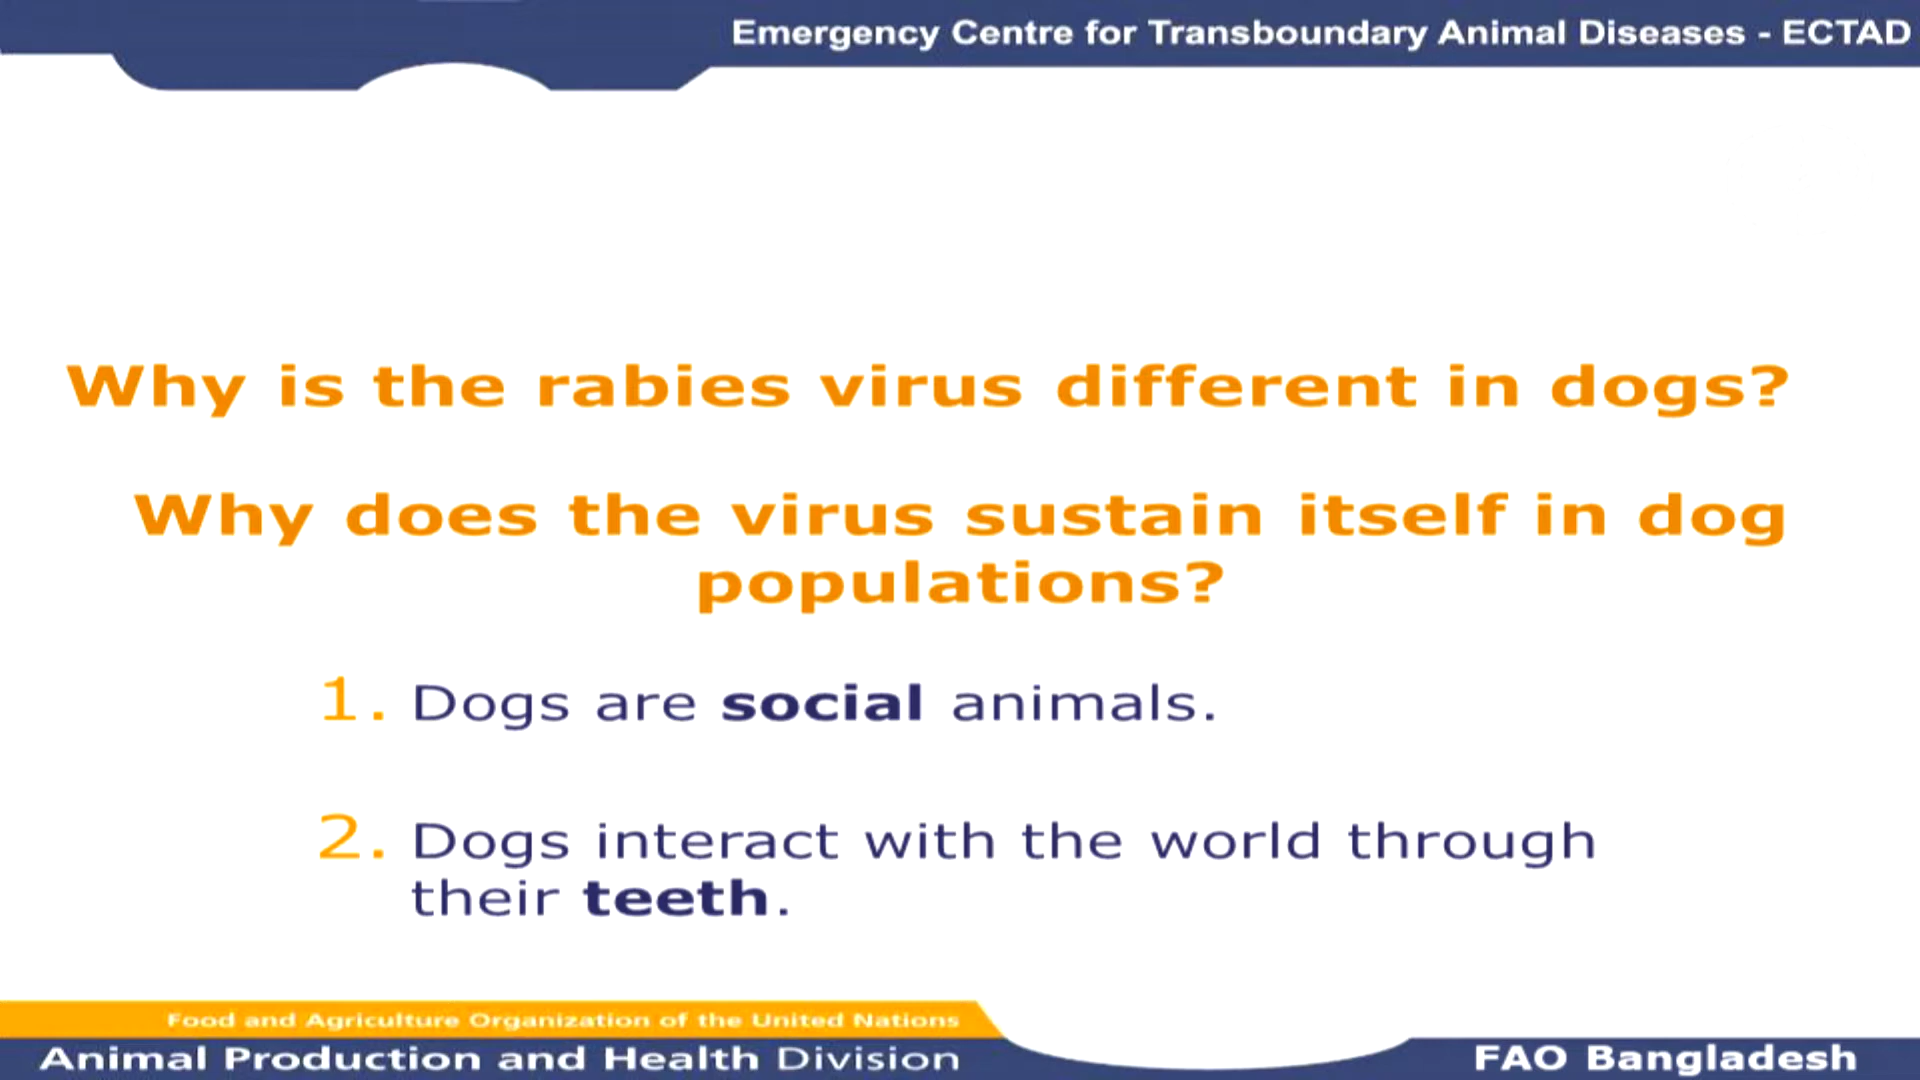 Emergency Centre for Transboundary Animal Diseases - ECTAD
Why is the rabies virus different in dogs?
Why does the virus sustain itself in dog
populations?
1. Dogs are social animals.
2. Dogs interact with the world through
their teeth.
Food and Agriculture Organization of the United Nations
Animal Production and Health Division
FAO Bangladesh